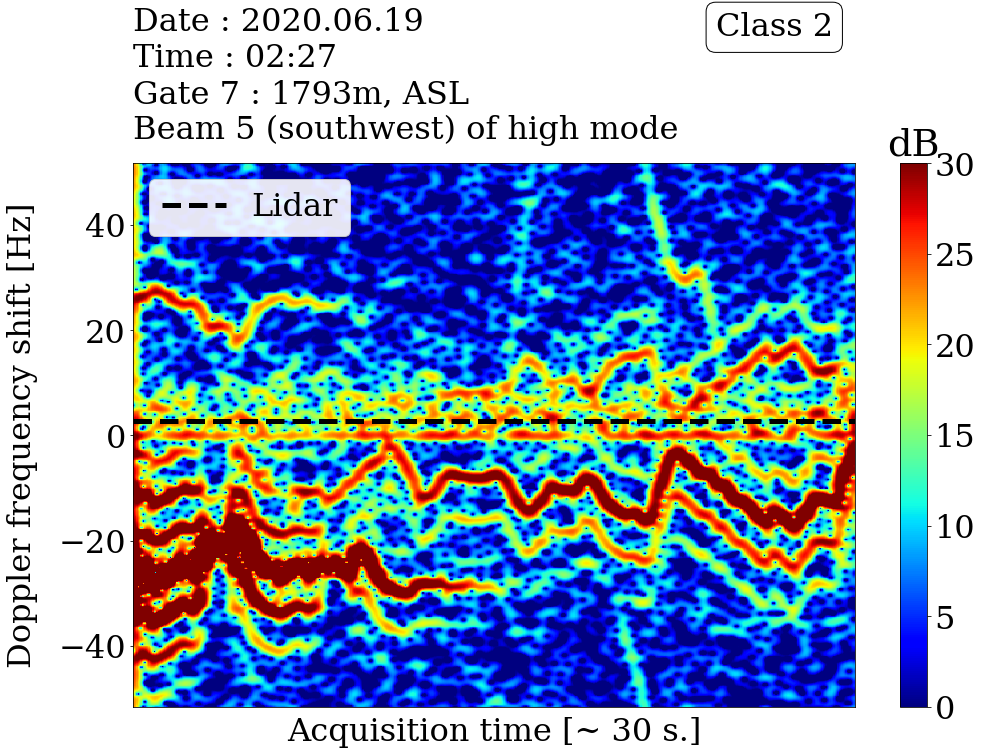 Date : 2020.06.19
Time : 02:27
Gate 7 : 1793m, ASL
Beam 5 (southwest) of high mode
Class 2
dB
Lidar
Doppler frequency shift [Hz]
40
20
0
−20
−40
30
25
20
15
10
5
0
Acquisition time [~ 30 s.]